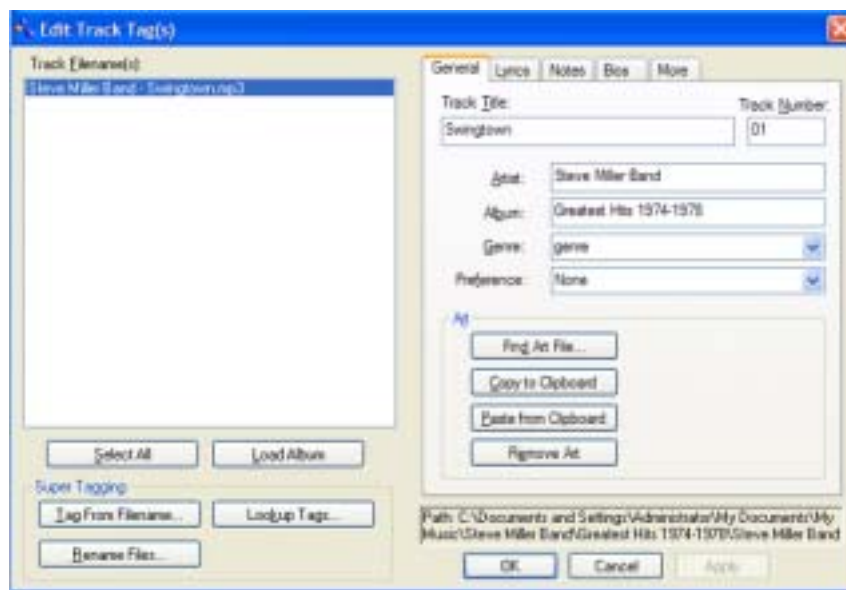 Edit Track Tag(s)
Track Filename(s):
Steve Miller Band - Swingtown.mp3
Select All
Load Album
Super Tagging
Tag From Filename...
Lookup Tags...
Rename Files...
General
Lyrics
Notes
Bios
More
Track Title:
Track Number:
Swingtown
01
Artist:
Steve Miller Band
Album:
Greatest Hits 1974-1978
Genre:
genre
Preference:
None
Art
Find Art File...
Copy to Clipboard
Paste from Clipboard
Remove Art
Path: C:\Documents and Settings\Administrator\My Documents\My
Music\Steve Miller Band\Greatest Hits 1974-1978\Steve Miller Band
OK
Cancel
Apply